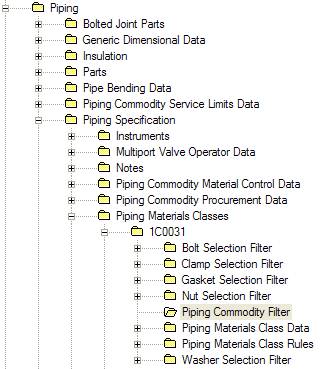 Piping
Bolted Joint Parts
Generic Dimensional Data
Insulation
Parts
Pipe Bending Data
Piping Commodity Service Limits Data
Piping Specification
Instruments
Multiport Valve Operator Data
Notes
Piping Commodity Material Control Data
Piping Commodity Procurement Data
Piping Materials Classes
1C0031
Bolt Selection Filter
Clamp Selection Filter
Gasket Selection Filter
Nut Selection Filter
Piping Commodity Filter
Piping Materials Class Data
Piping Materials Class Rules
Washer Selection Filter